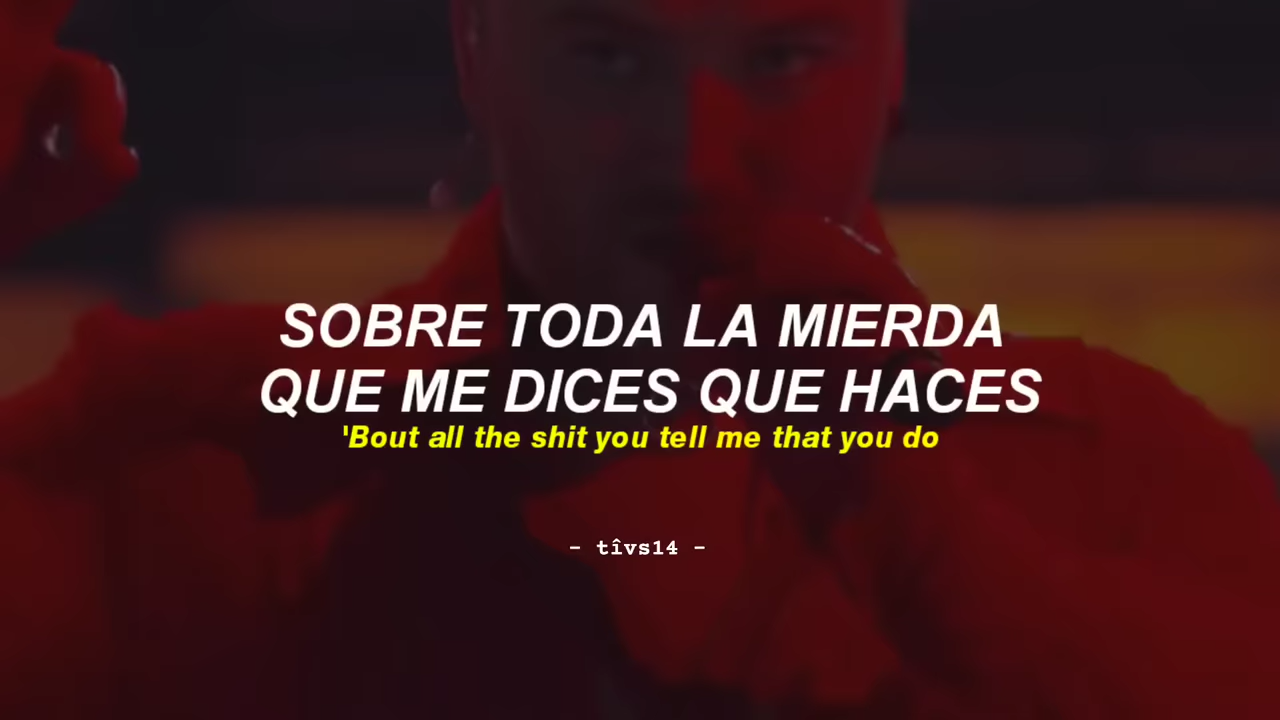 SOBRE TODA LA MIERDA
QUE ME DICES QUE HACES
'Bout all the shit you tell me that you do
- tîvs14 -